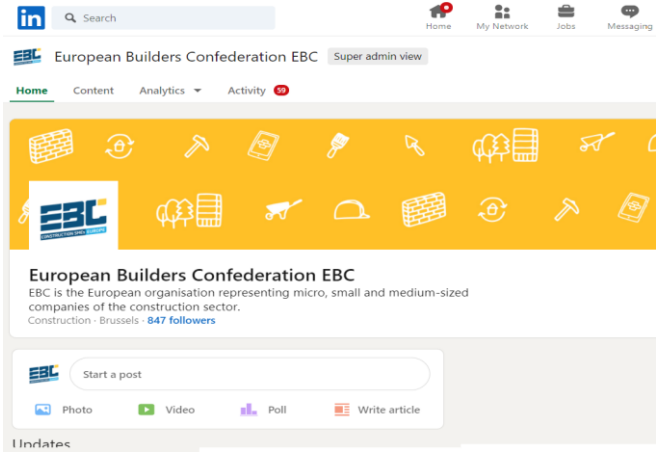 in Search
Home My Network Jobs Messaging
EBC European Builders Confederation EBC Super admin view
Home Content Analytics Activity 59
EBC
CONSTRUCTION SMEs EUROPE
European Builders Confederation EBC
EBC is the European organisation representing micro, small and medium-sized
companies of the construction sector.
Construction · Brussels · 847 followers
EBC Start a post
Photo Video Poll Write article
Updates